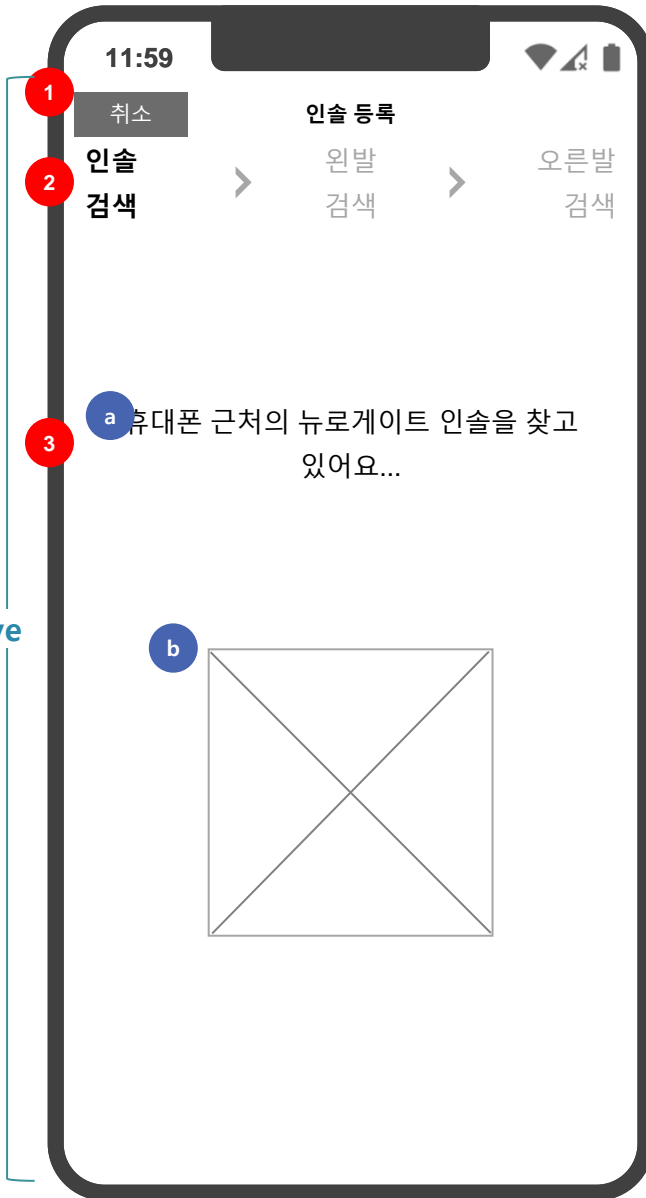 11:59
1
취소
인솔 등록
2
인솔
검색
왼발
검색
오른발
검색
a
휴대폰 근처의 뉴로게이트 인솔을 찾고
3
있어요...
b